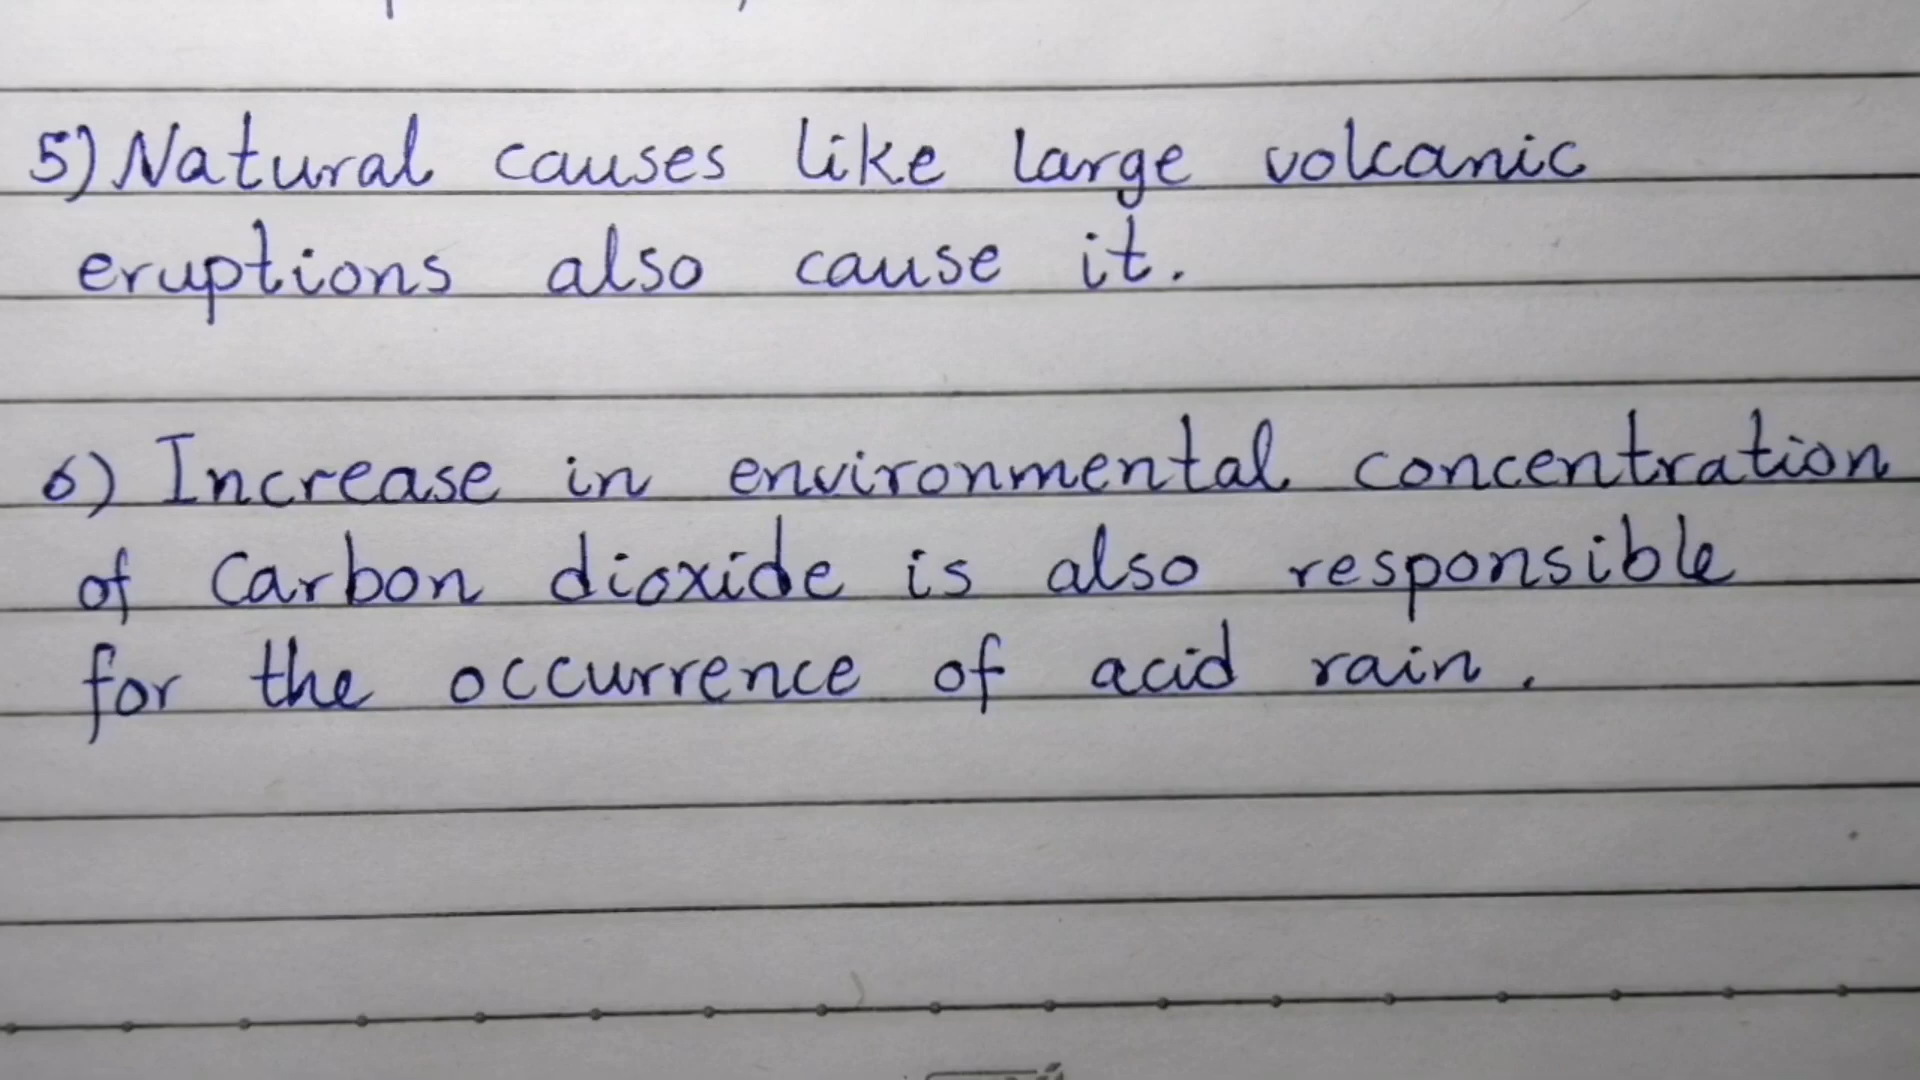 5) Natural causes like large volcanic
eruptions also cause it.
6) Increase in environmental concentration
of Carbon dioxide is also responsible
for the occurrence of acid rain.